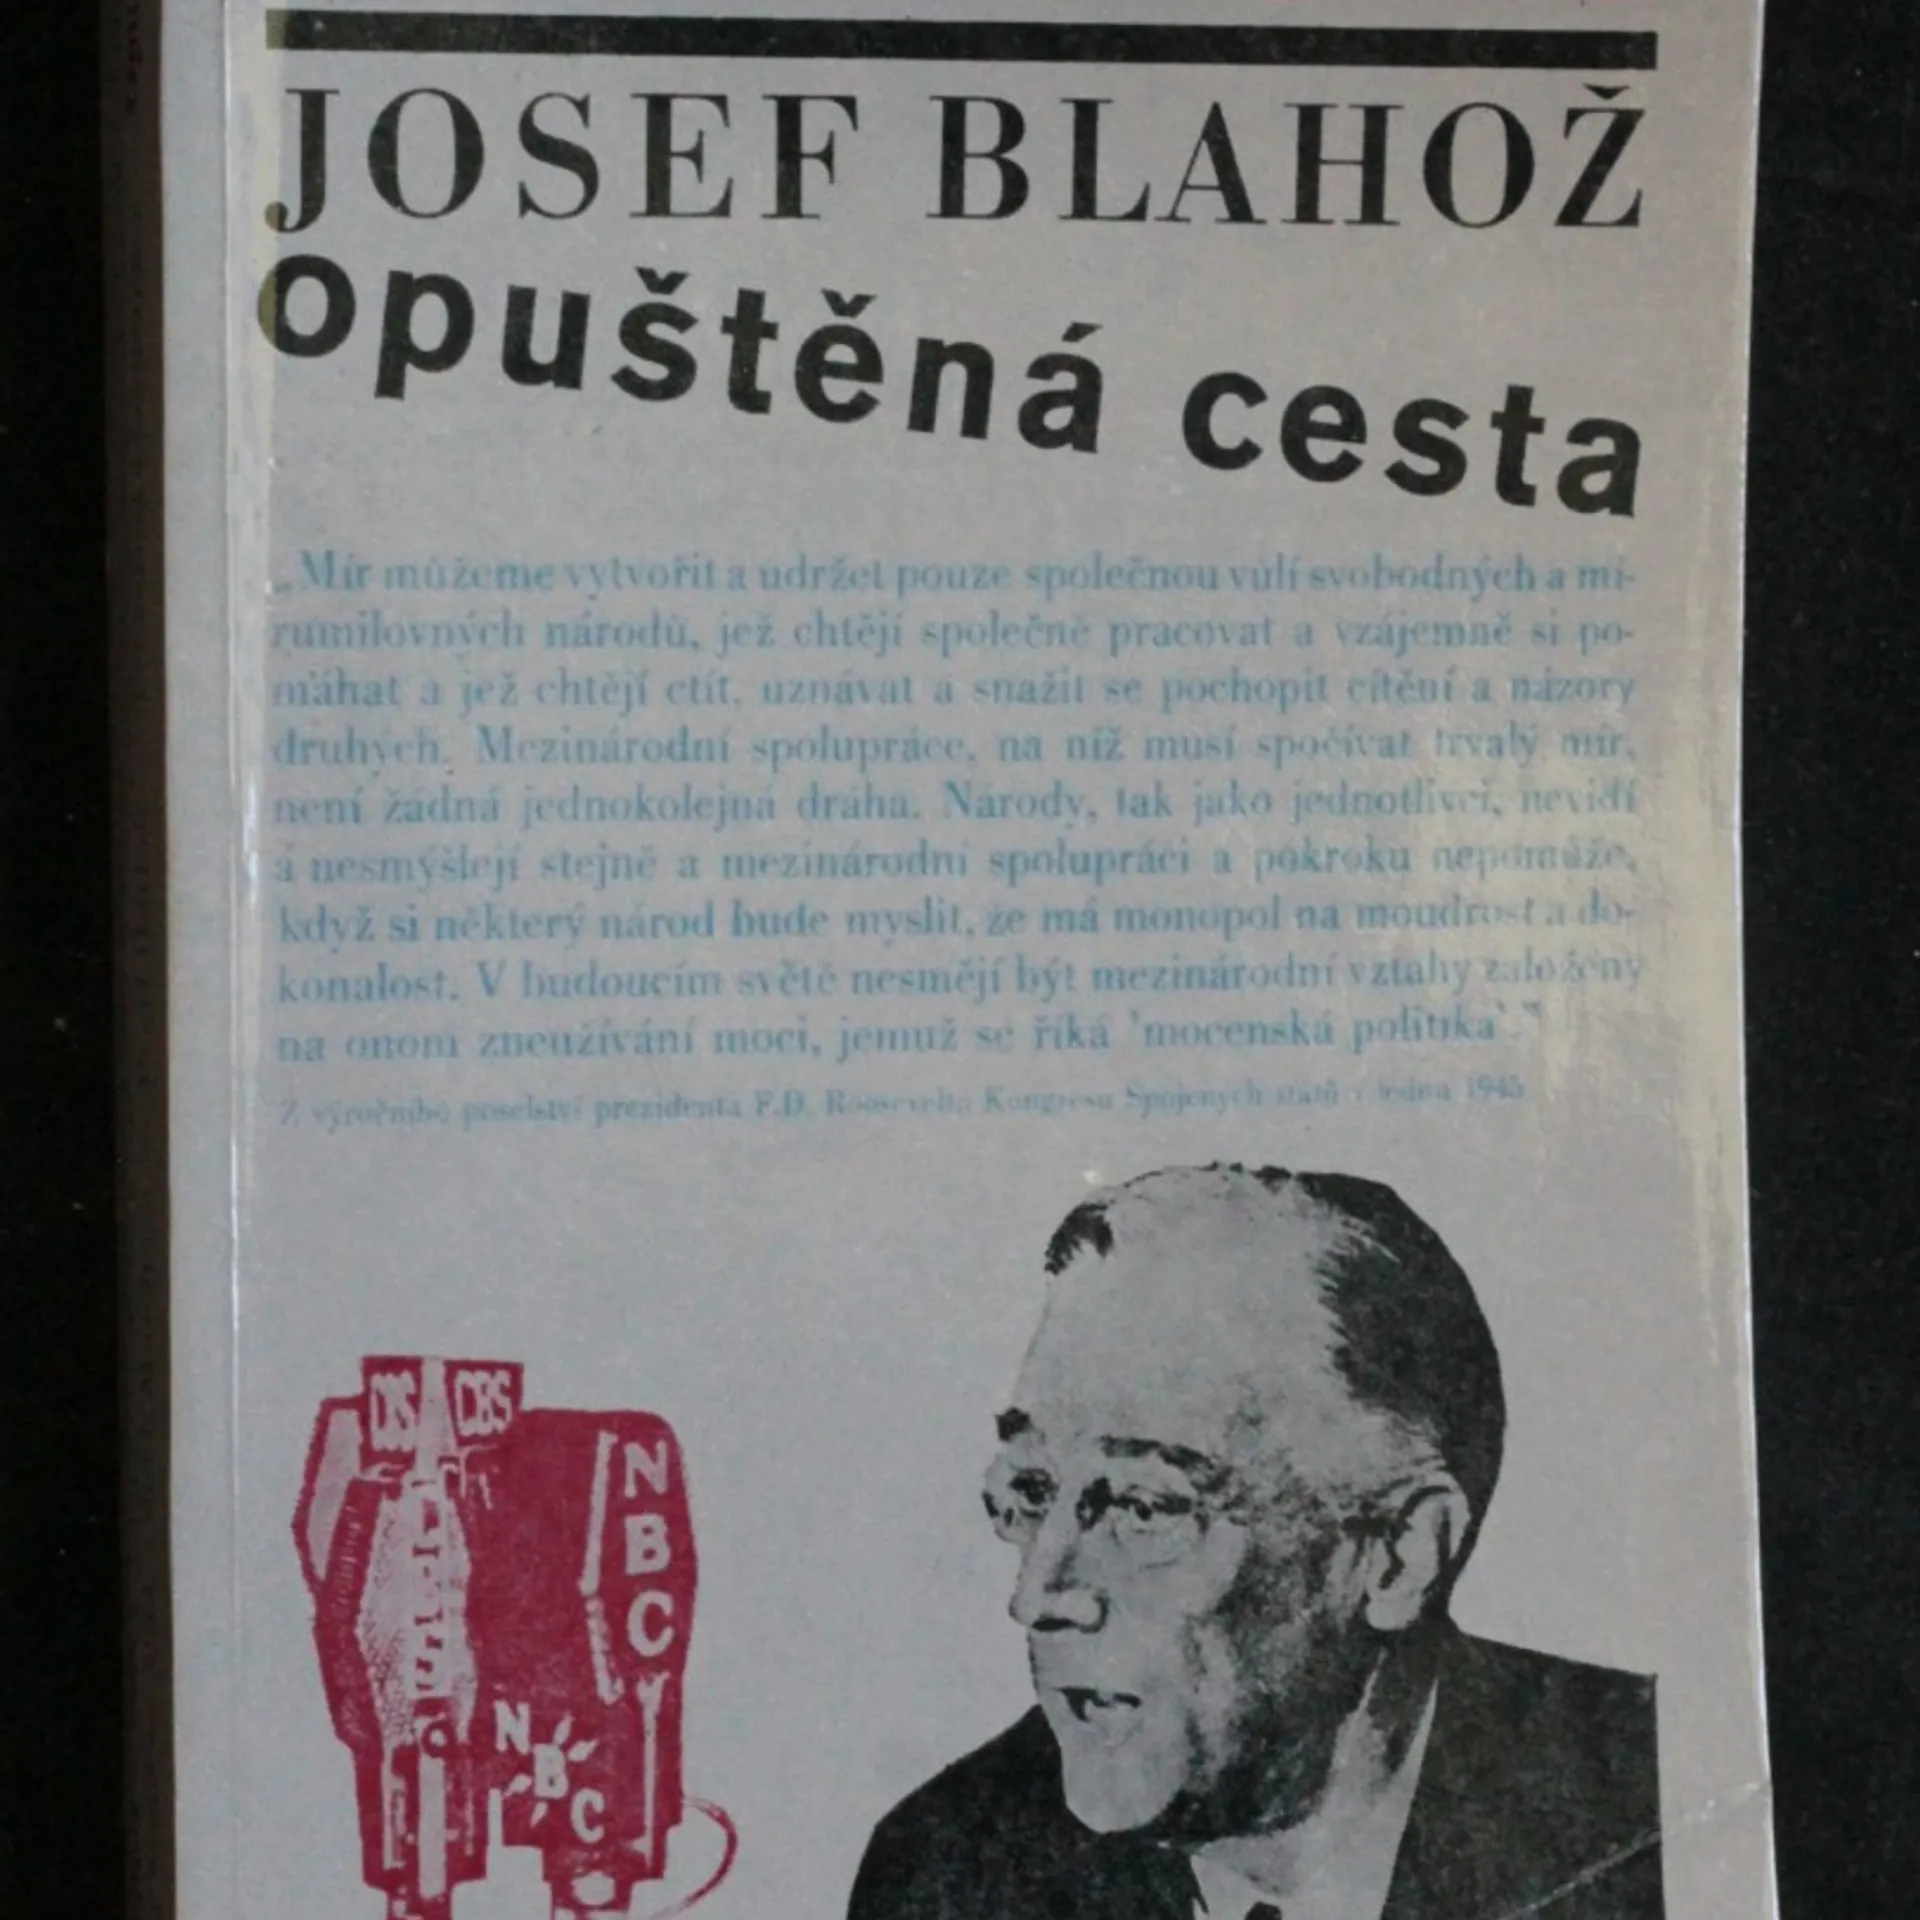 JOSEF BLAHOŽ
opuštěná cesta
„Mír můžeme vytvořit a udržet pouze společnou vůlí svobodných a mí-
rumilovných národů, jež chtějí společně pracovat a vzájemně si po-
máhat a jež chtějí ctít, uznávat a snažit se pochopit cítění a názory
druhých. Mezinárodní spolupráce, na níž musí spočívat trvalý mír,
není žádná jednokolejná dráha. Národy, tak jako jednotlivci, nevidí
a nesmýšlejí stejně a mezinárodní spolupráci a pokroku nepomůže,
když si některý národ bude myslit, že má monopol na moudrost a do-
konalost. V budoucím světě nesmějí být mezinárodní vztahy založeny
na onom zneužívání moci, jemuž se říká 'mocenská politika'."
Z výročního poselství prezidenta F.D. Roosevelta Kongresu Spojených států v lednu 1945
CBS
NBC
NBC